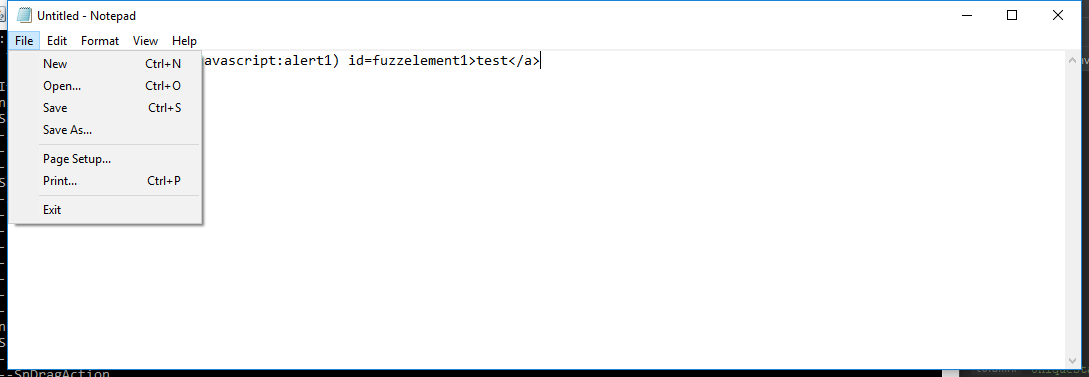 Untitled - Notepad
File Edit Format View Help
avascript:alert1) id=fuzzelement1>test</a>
New Ctrl+N
Open... Ctrl+O
Save Ctrl+S
Save As...
Page Setup...
Print... Ctrl+P
Exit
SnDragAction